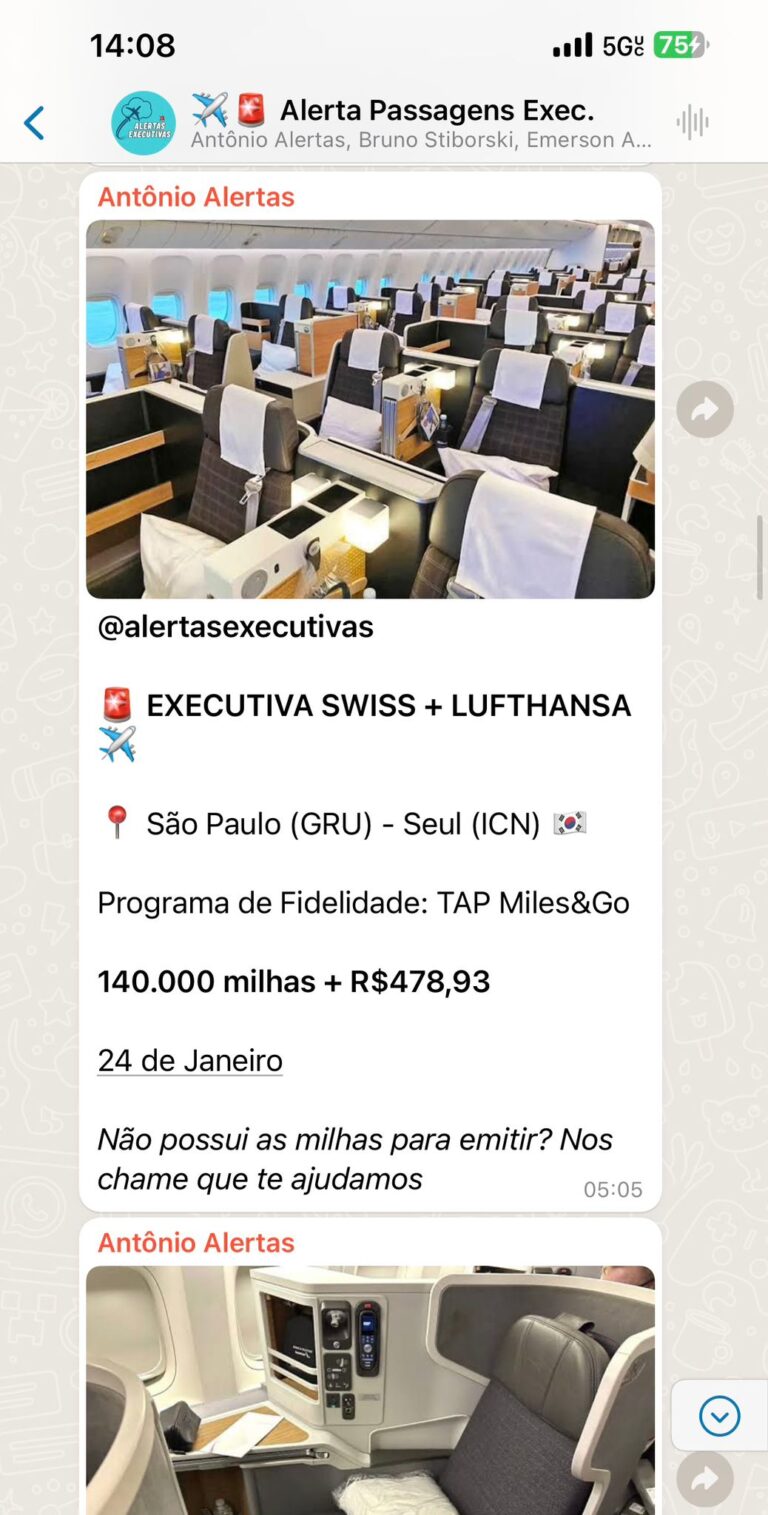 14:08
5G UC
75
ALERTAS
EXECUTIVAS
✈️🚨 Alerta Passagens Exec.
Antônio Alertas, Bruno Stiborski, Emerson A...
Antônio Alertas
@alertasexecutivas
🚨 EXECUTIVA SWISS + LUFTHANSA
✈️
📍 São Paulo (GRU) - Seul (ICN) 🇰🇷
Programa de Fidelidade: TAP Miles&Go
140.000 milhas + R$478,93
24 de Janeiro
Não possui as milhas para emitir? Nos
chame que te ajudamos
05:05
Antônio Alertas